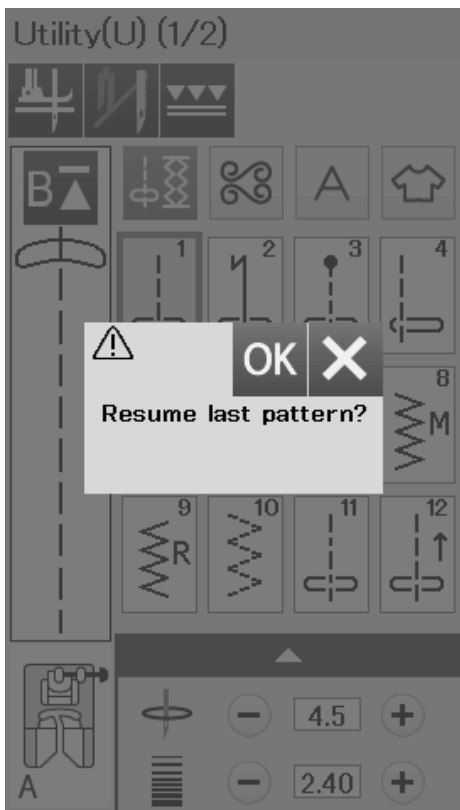 Utility(U) (1/2)
B
A
1
2
3
4
OK
Resume last pattern?
8
M
9
R
10
11
12
4.5
2.40
A